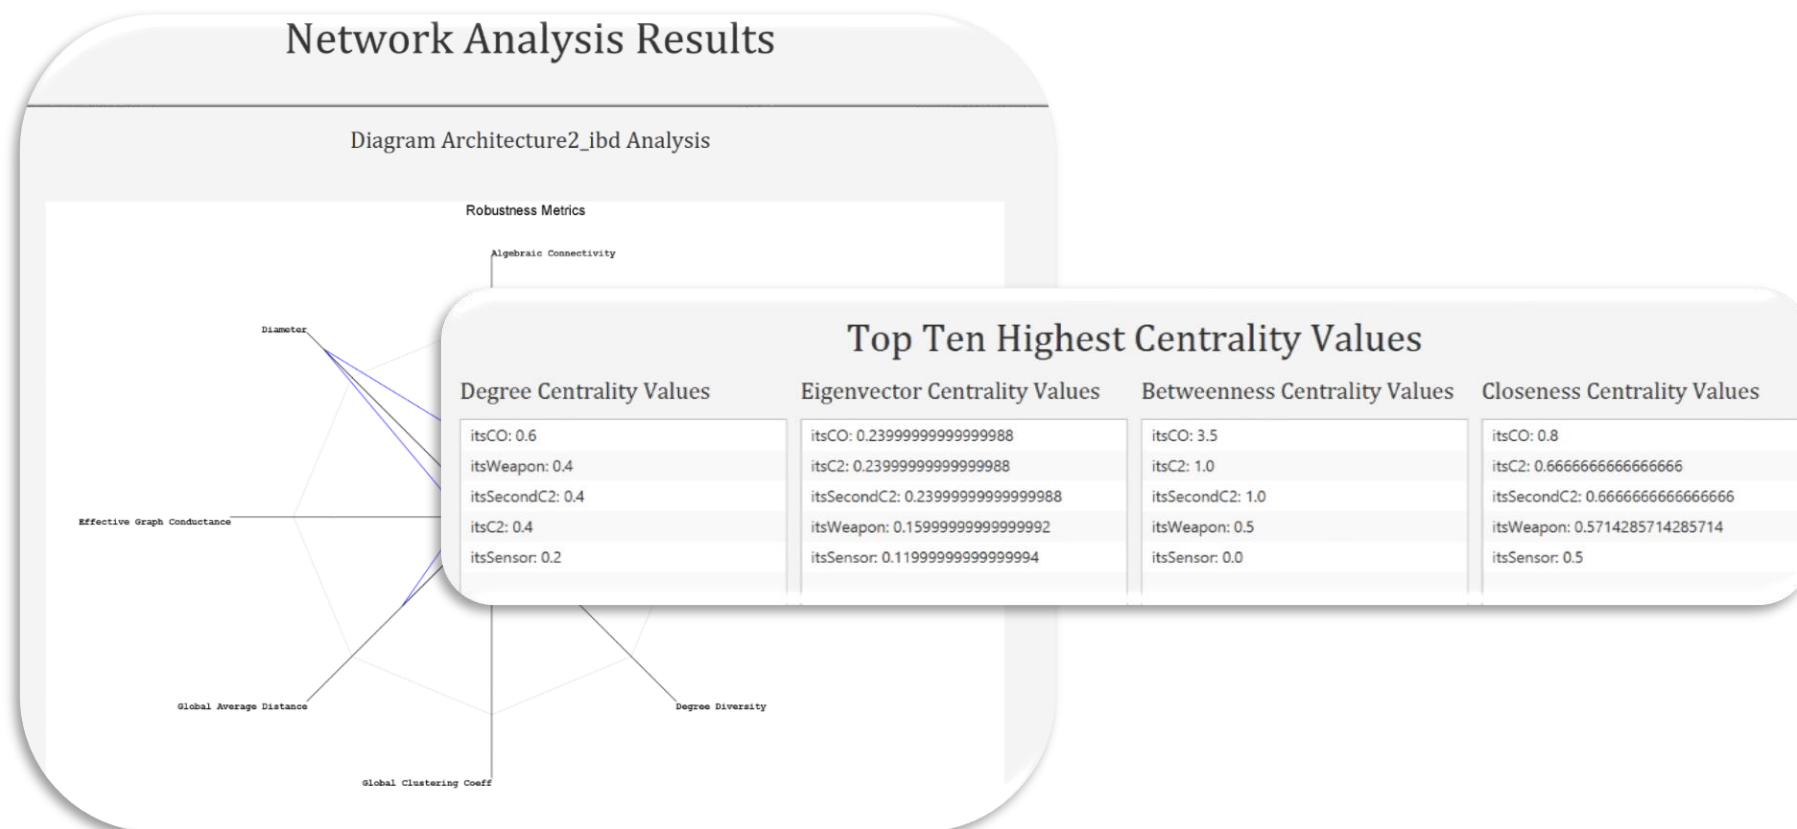 Network Analysis Results
Diagram Architecture2_ibd Analysis
Robustness Metrics
Algebraic Connectivity
Diameter
Effective Graph Conductance
Global Average Distance
Global Clustering Coeff
Degree Diversity
Top Ten Highest Centrality Values
Degree Centrality Values
itsCO: 0.6
itsWeapon: 0.4
itsSecondC2: 0.4
itsC2: 0.4
itsSensor: 0.2
Eigenvector Centrality Values
itsCO: 0.23999999999999988
itsC2: 0.23999999999999988
itsSecondC2: 0.23999999999999988
itsWeapon: 0.15999999999999992
itsSensor: 0.11999999999999994
Betweenness Centrality Values
itsCO: 3.5
itsC2: 1.0
itsSecondC2: 1.0
itsWeapon: 0.5
itsSensor: 0.0
Closeness Centrality Values
itsCO: 0.8
itsC2: 0.6666666666666666
itsSecondC2: 0.6666666666666666
itsWeapon: 0.5714285714285714
itsSensor: 0.5